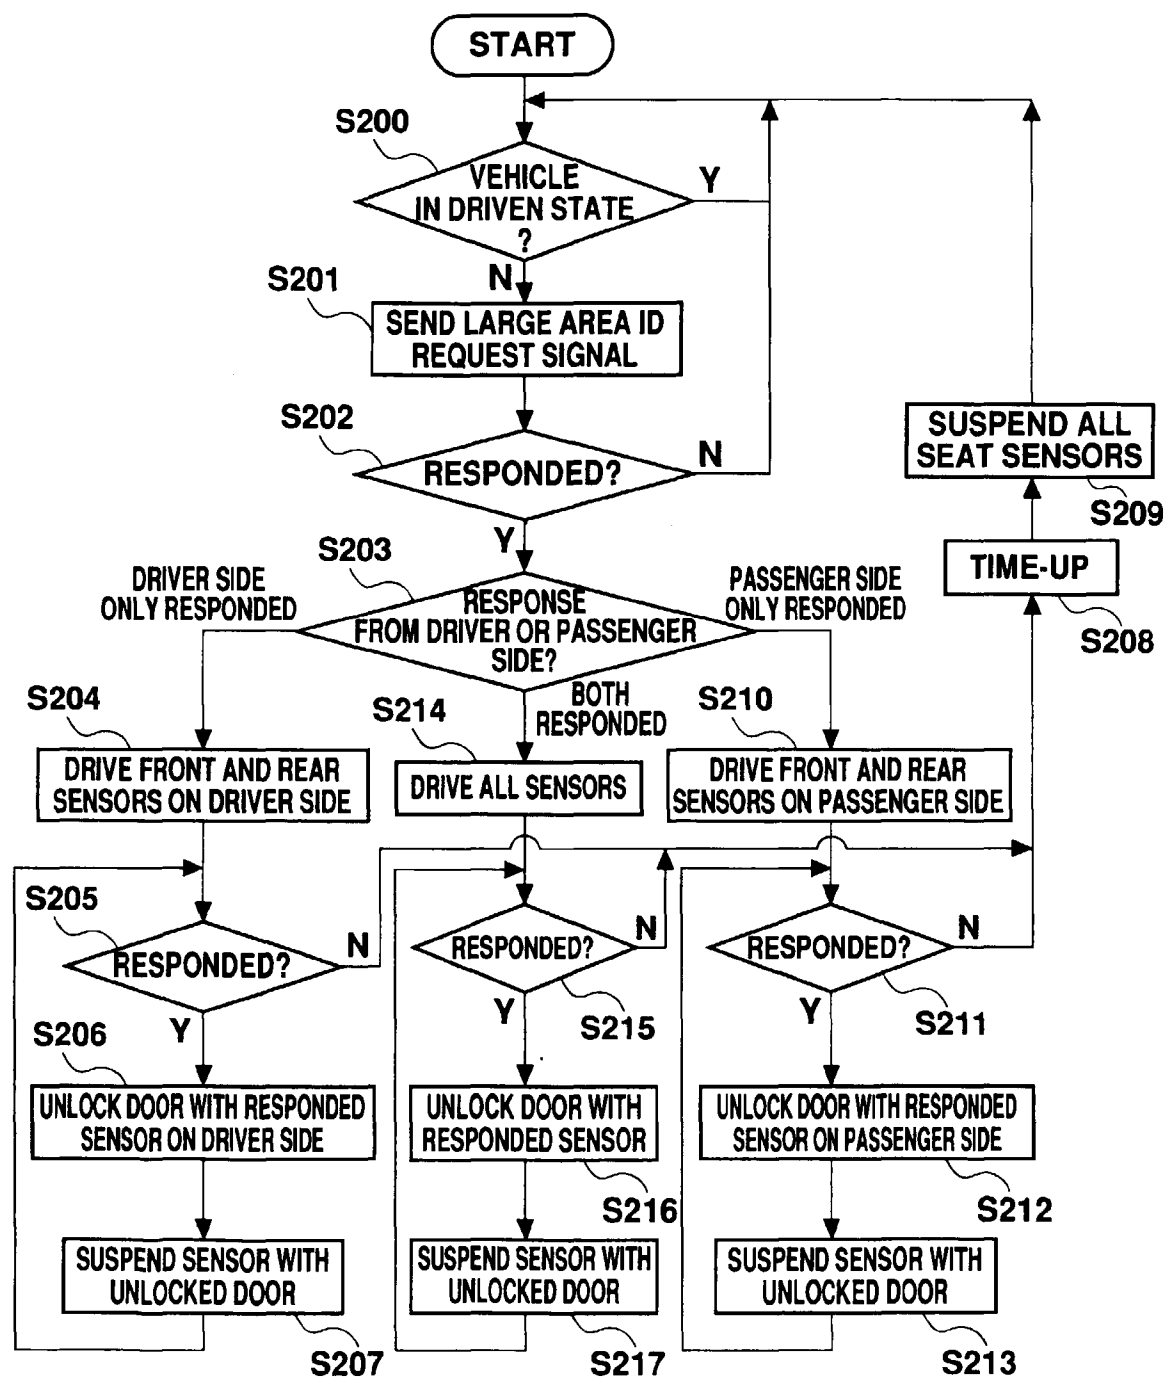 START
S200
VEHICLE
IN DRIVEN STATE
?
Y
N
S201
SEND LARGE AREA ID
REQUEST SIGNAL
S202
RESPONDED?
N
Y
SUSPEND ALL
SEAT SENSORS
S209
TIME-UP
S208
S203
DRIVER SIDE
ONLY RESPONDED
RESPONSE
FROM DRIVER OR PASSENGER
SIDE?
PASSENGER SIDE
ONLY RESPONDED
BOTH
RESPONDED
S204
DRIVE FRONT AND REAR
SENSORS ON DRIVER SIDE
S214
DRIVE ALL SENSORS
S210
DRIVE FRONT AND REAR
SENSORS ON PASSENGER SIDE
S205
RESPONDED?
N
Y
RESPONDED?
N
Y
S215
RESPONDED?
N
Y
S211
S206
UNLOCK DOOR WITH RESPONDED
SENSOR ON DRIVER SIDE
UNLOCK DOOR WITH
RESPONDED SENSOR
S216
UNLOCK DOOR WITH RESPONDED
SENSOR ON PASSENGER SIDE
S212
SUSPEND SENSOR WITH
UNLOCKED DOOR
S207
SUSPEND SENSOR WITH
UNLOCKED DOOR
S217
SUSPEND SENSOR WITH
UNLOCKED DOOR
S213